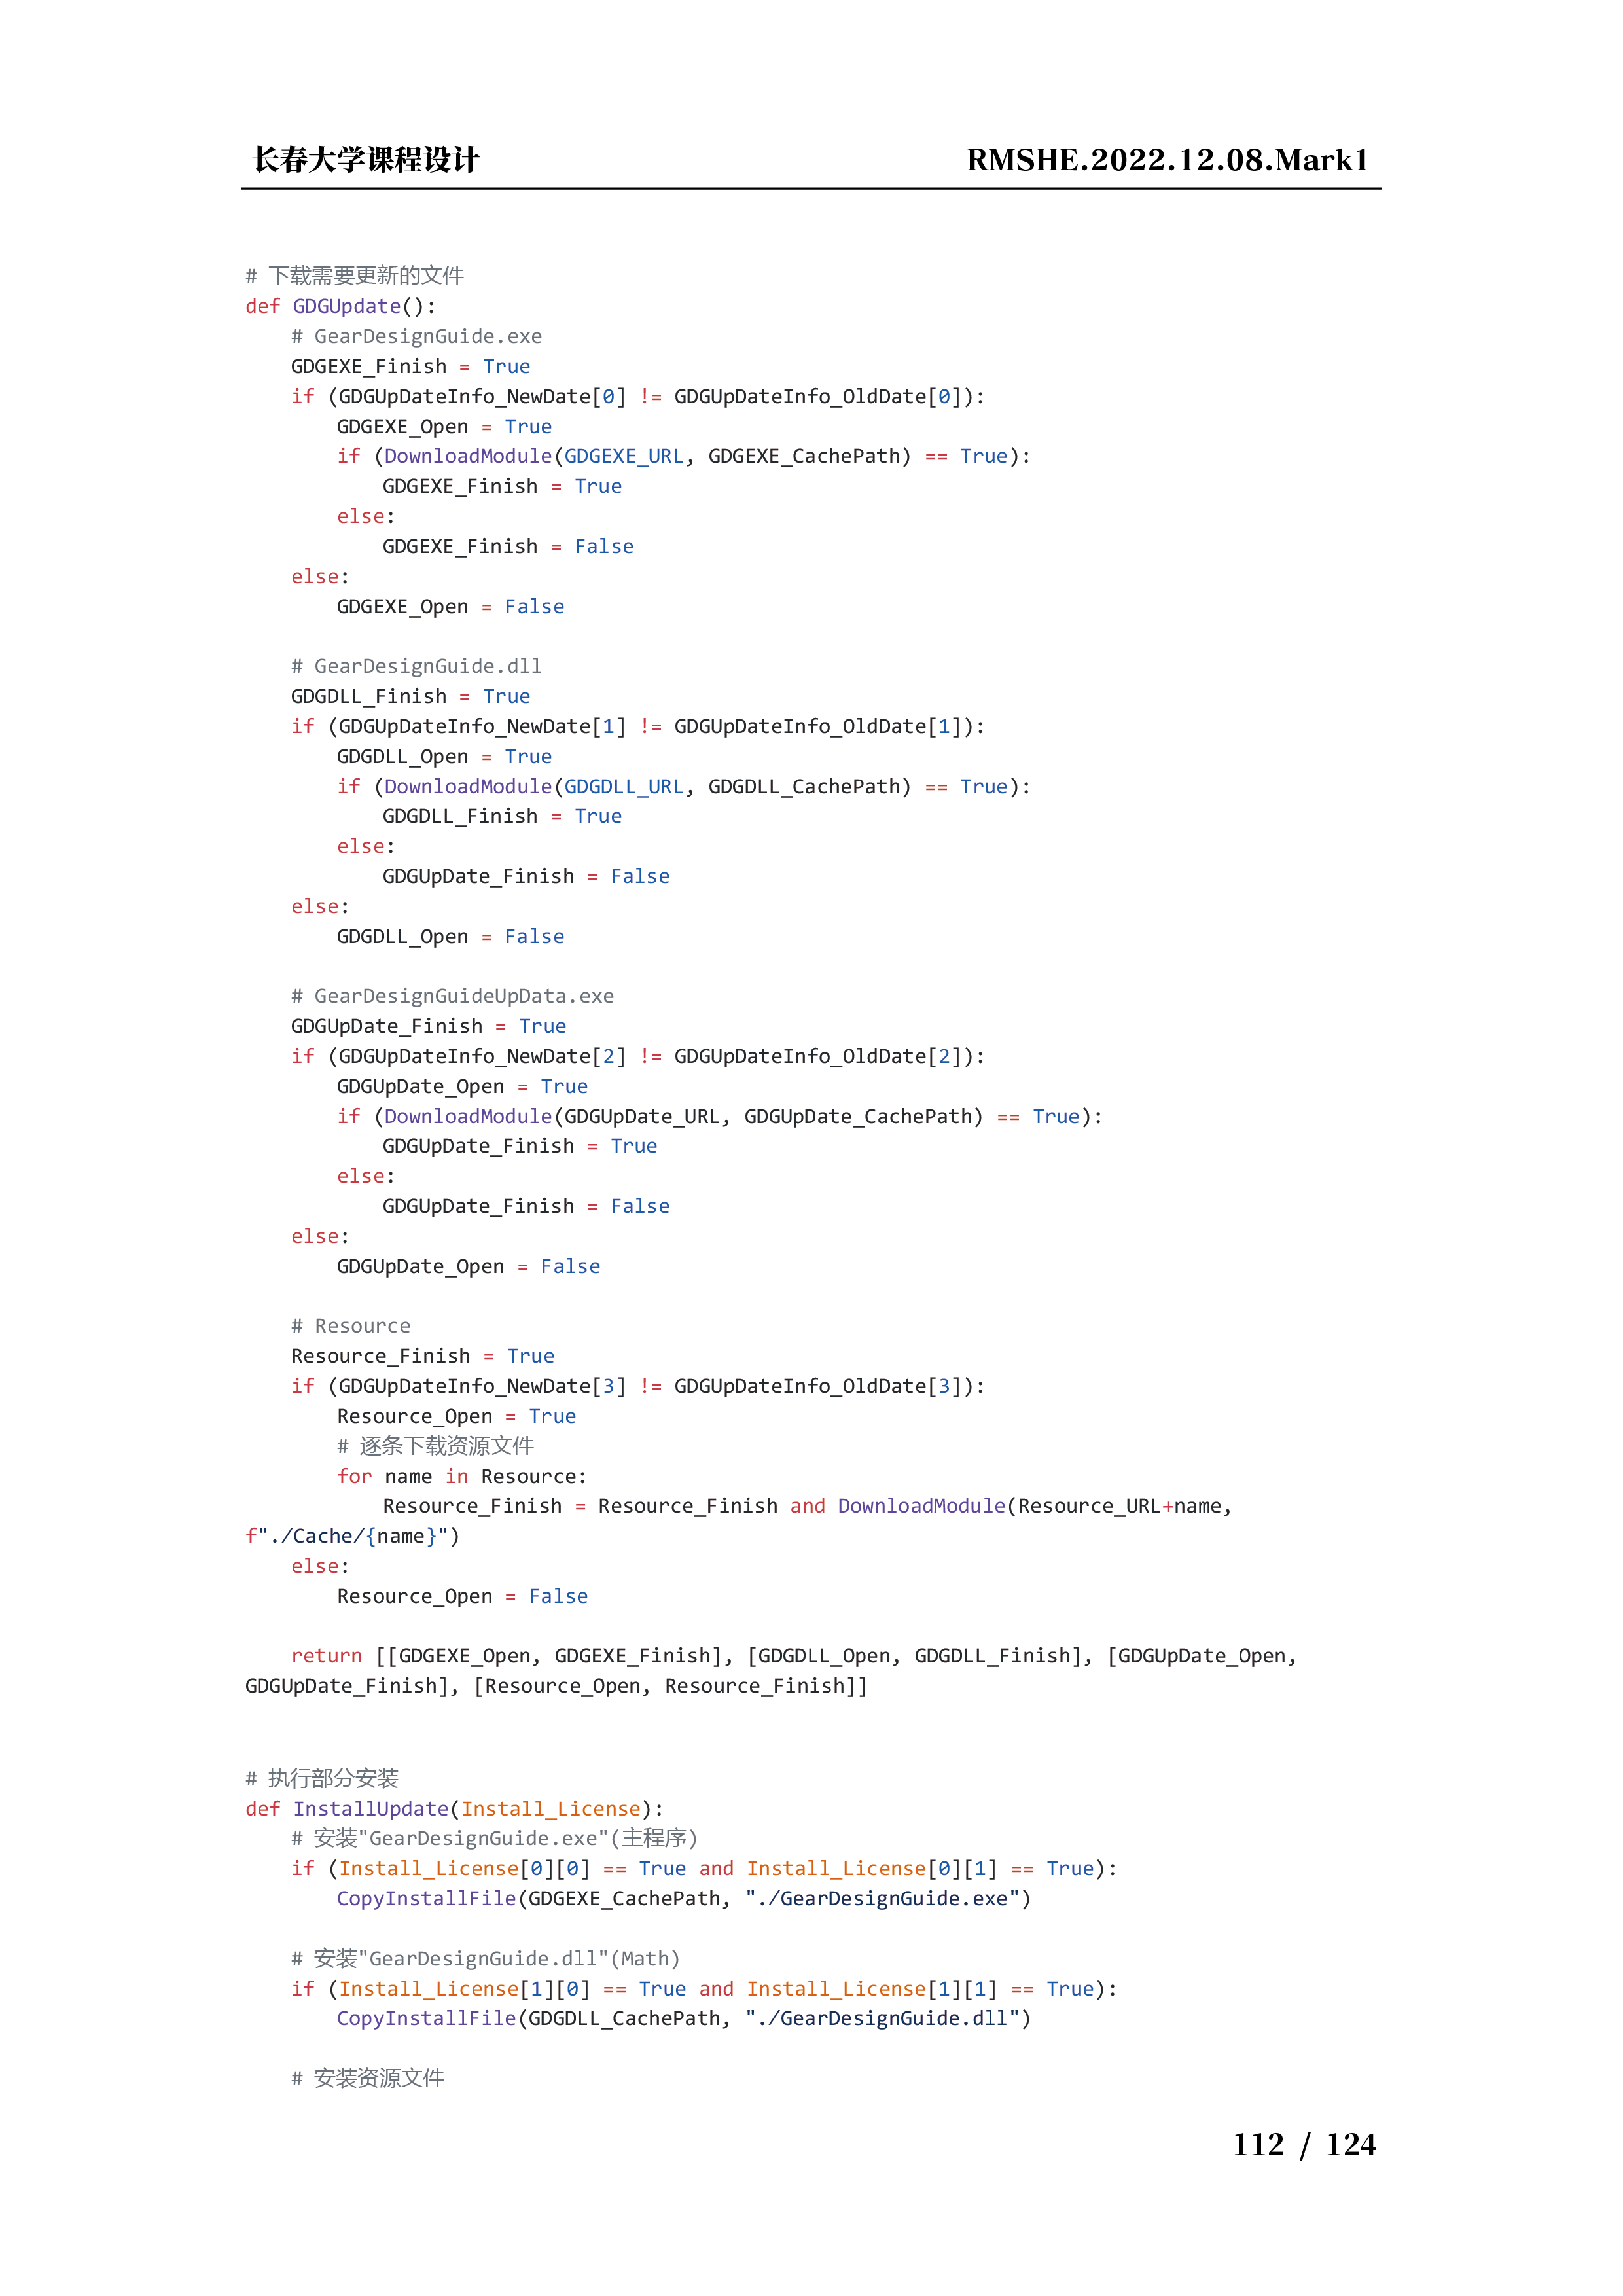 长春大学课程设计 RMSHE.2022.12.08.Mark1
# 下载需要更新的文件
def GDGUpdate():
    # GearDesignGuide.exe
    GDGEXE_Finish = True
    if (GDGUpDateInfo_NewDate[0] != GDGUpDateInfo_OldDate[0]):
        GDGEXE_Open = True
        if (DownloadModule(GDGEXE_URL, GDGEXE_CachePath) == True):
            GDGEXE_Finish = True
        else:
            GDGEXE_Finish = False
    else:
        GDGEXE_Open = False

    # GearDesignGuide.dll
    GDGDLL_Finish = True
    if (GDGUpDateInfo_NewDate[1] != GDGUpDateInfo_OldDate[1]):
        GDGDLL_Open = True
        if (DownloadModule(GDGDLL_URL, GDGDLL_CachePath) == True):
            GDGDLL_Finish = True
        else:
            GDGUpDate_Finish = False
    else:
        GDGDLL_Open = False

    # GearDesignGuideUpData.exe
    GDGUpDate_Finish = True
    if (GDGUpDateInfo_NewDate[2] != GDGUpDateInfo_OldDate[2]):
        GDGUpDate_Open = True
        if (DownloadModule(GDGUpDate_URL, GDGUpDate_CachePath) == True):
            GDGUpDate_Finish = True
        else:
            GDGUpDate_Finish = False
    else:
        GDGUpDate_Open = False

    # Resource
    Resource_Finish = True
    if (GDGUpDateInfo_NewDate[3] != GDGUpDateInfo_OldDate[3]):
        Resource_Open = True
        # 逐条下载资源文件
        for name in Resource:
            Resource_Finish = Resource_Finish and DownloadModule(Resource_URL+name,
f"./Cache/{name}")
    else:
        Resource_Open = False

    return [[GDGEXE_Open, GDGEXE_Finish], [GDGDLL_Open, GDGDLL_Finish], [GDGUpDate_Open,
GDGUpDate_Finish], [Resource_Open, Resource_Finish]]

# 执行部分安装
def InstallUpdate(Install_License):
    # 安装"GearDesignGuide.exe"(主程序)
    if (Install_License[0][0] == True and Install_License[0][1] == True):
        CopyInstallFile(GDGEXE_CachePath, "./GearDesignGuide.exe")

    # 安装"GearDesignGuide.dll"(Math)
    if (Install_License[1][0] == True and Install_License[1][1] == True):
        CopyInstallFile(GDGDLL_CachePath, "./GearDesignGuide.dll")

    # 安装资源文件
112 / 124